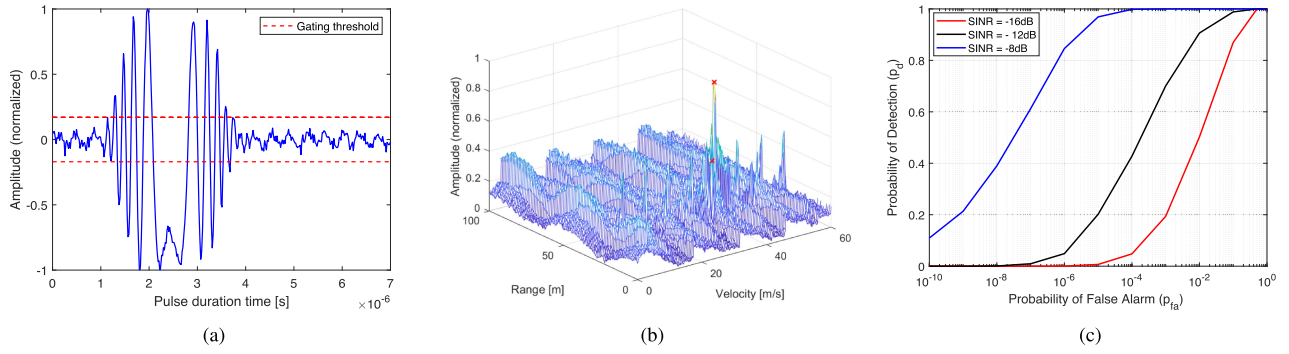 Gating threshold
1
0.5
0
-0.5
-1
Amplitude (normalized)
0 1 2 3 4 5 6 7
Pulse duration time [s]
×10^-6
(a)
1
0.8
0.6
0.4
0.2
0
Amplitude (normalized)
100
50
0
Range [m]
0
20
40
60
Velocity [m/s]
(b)
SINR = -16dB
SINR = - 12dB
SINR = -8dB
1
0.8
0.6
0.4
0.2
0
Probability of Detection (p_d)
10^-10 10^-8 10^-6 10^-4 10^-2 10^0
Probability of False Alarm (p_fa)
(c)